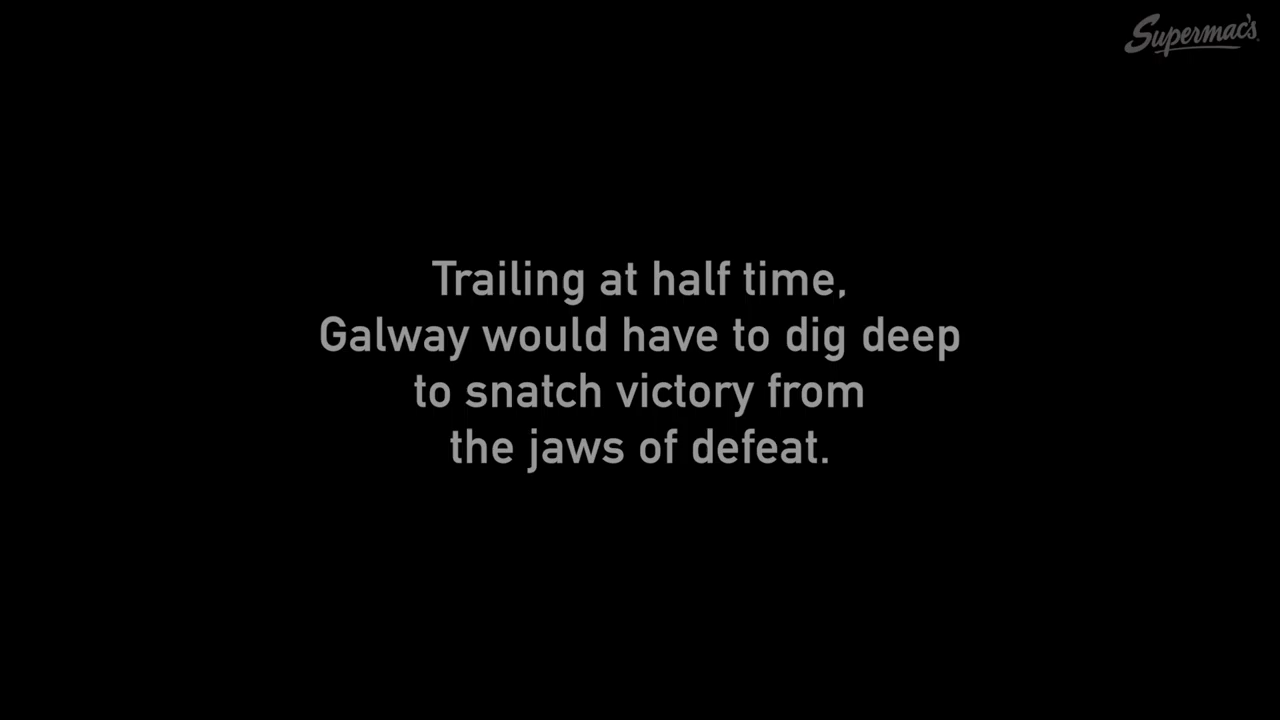 Supermac's
Trailing at half time,
Galway would have to dig deep
to snatch victory from
the jaws of defeat.